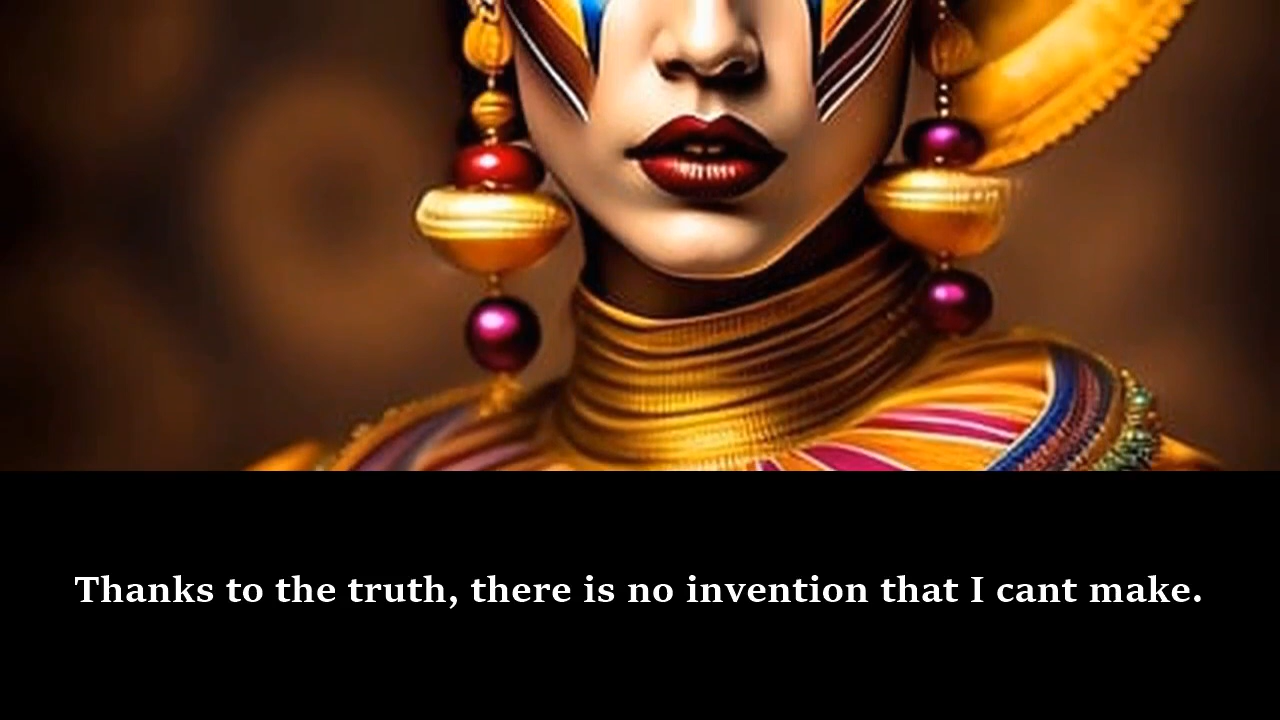 Thanks to the truth, there is no invention that I cant make.